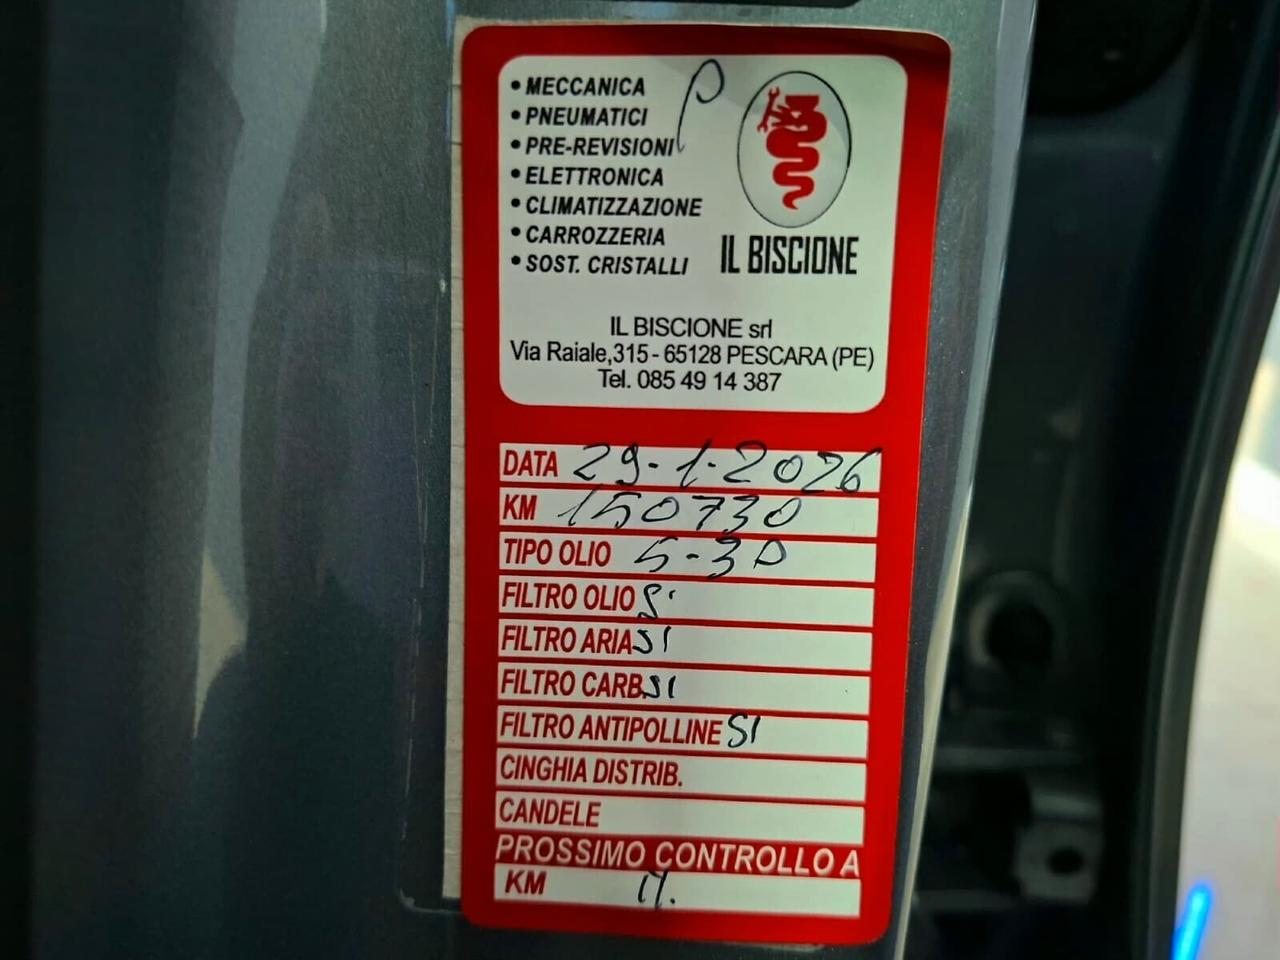 • MECCANICA
• PNEUMATICI
• PRE-REVISIONI
• ELETTRONICA
• CLIMATIZZAZIONE
• CARROZZERIA
• SOST. CRISTALLI
IL BISCIONE
IL BISCIONE srl
Via Raiale,315 - 65128 PESCARA (PE)
Tel. 085 49 14 387
DATA 29-1-2026
KM 150730
TIPO OLIO 5-30
FILTRO OLIO Si
FILTRO ARIA SI
FILTRO CARB. SI
FILTRO ANTIPOLLINE SI
CINGHIA DISTRIB.
CANDELE
PROSSIMO CONTROLLO A
KM